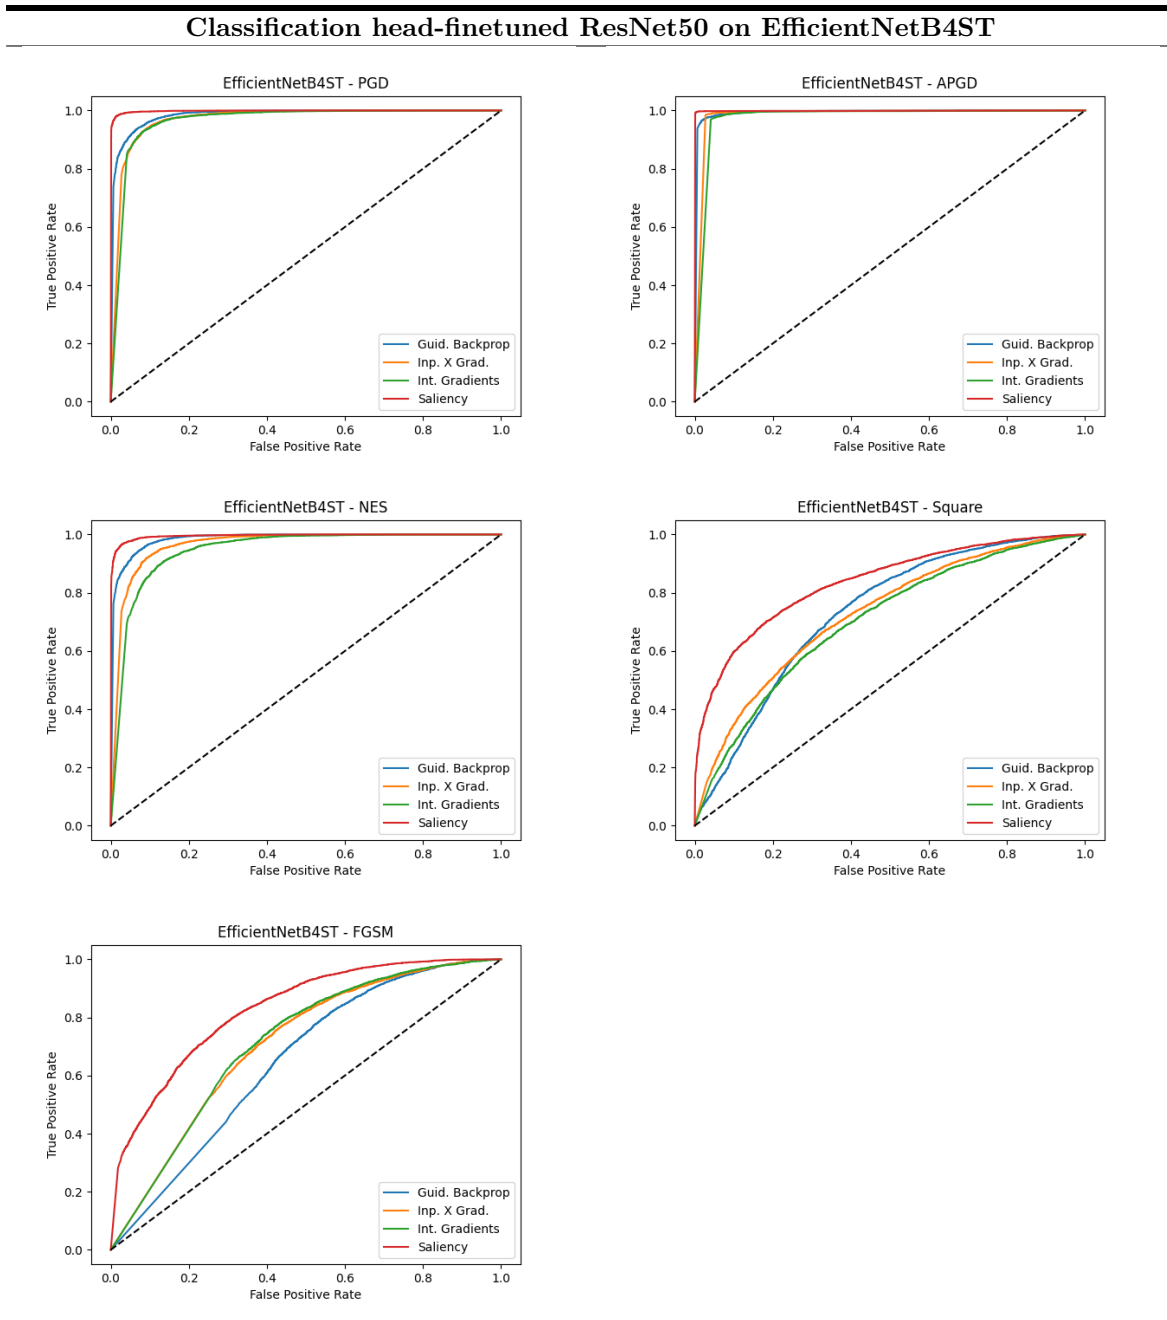 Classification head-finetuned ResNet50 on EfficientNetB4ST
EfficientNetB4ST - PGD
1.0
0.8
0.6
0.4
0.2
0.0
True Positive Rate
Guid. Backprop
Inp. X Grad.
Int. Gradients
Saliency
0.0 0.2 0.4 0.6 0.8 1.0
False Positive Rate
EfficientNetB4ST - APGD
1.0
0.8
0.6
0.4
0.2
0.0
True Positive Rate
Guid. Backprop
Inp. X Grad.
Int. Gradients
Saliency
0.0 0.2 0.4 0.6 0.8 1.0
False Positive Rate
EfficientNetB4ST - NES
1.0
0.8
0.6
0.4
0.2
0.0
True Positive Rate
Guid. Backprop
Inp. X Grad.
Int. Gradients
Saliency
0.0 0.2 0.4 0.6 0.8 1.0
False Positive Rate
EfficientNetB4ST - Square
1.0
0.8
0.6
0.4
0.2
0.0
True Positive Rate
Guid. Backprop
Inp. X Grad.
Int. Gradients
Saliency
0.0 0.2 0.4 0.6 0.8 1.0
False Positive Rate
EfficientNetB4ST - FGSM
1.0
0.8
0.6
0.4
0.2
0.0
True Positive Rate
Guid. Backprop
Inp. X Grad.
Int. Gradients
Saliency
0.0 0.2 0.4 0.6 0.8 1.0
False Positive Rate